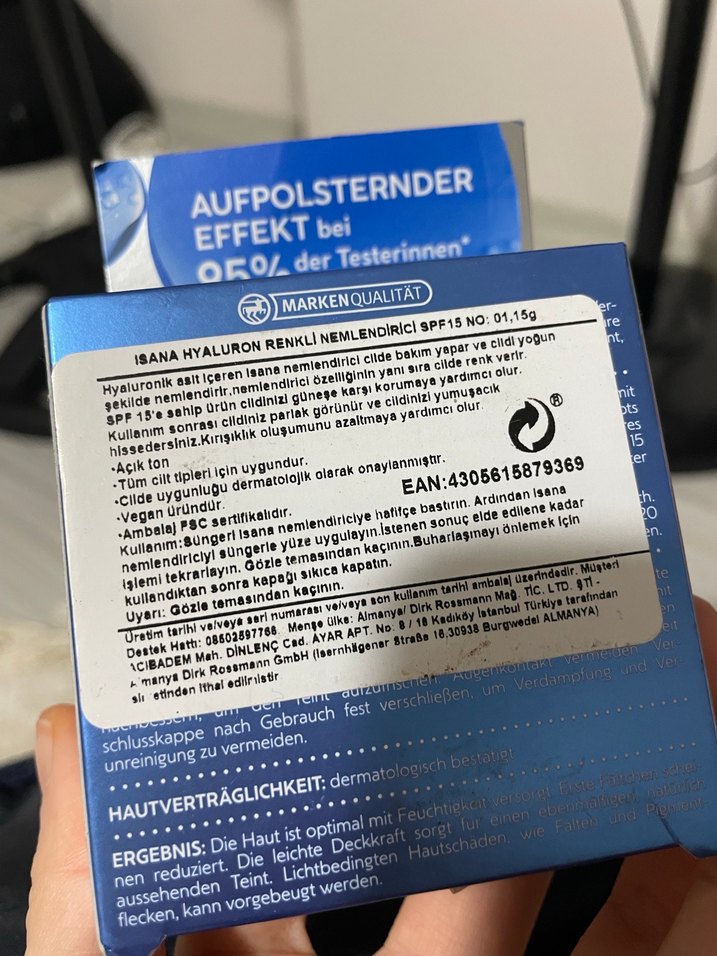 AUFPOLSTERNDER
EFFEKT bei
95% der Testerinnen*
MARKENQUALITÄT
ISANA HYALURON RENKLİ NEMLENDİRİCİ SPF15 NO: 01,15g
Hyaluronik asit içeren Isana nemlendirici cilde bakım yapar ve cildi yoğun
şekilde nemlendirir.nemlendirici özelliğinin yanı sıra cilde renk verir.
SPF 15'e sahip ürün cildinizi güneşe karşı korumaya yardımcı olur.
Kullanım sonrası cildiniz parlak görünür ve cildinizi yumuşacık
hissedersiniz.Kırışıklık oluşumunu azaltmaya yardımcı olur.
•Açık ton
•Tüm cilt tipleri için uygundur.
•Cilde uygunluğu dermatolojik olarak onaylanmıştır.
•Vegan üründür.
•Ambalaj FSC sertifikalıdır.
EAN:4305615879369
Kullanım:Süngeri Isana nemlendiriciye hafifçe bastırın. Ardından Isana
nemlendiriciyi süngerle yüze uygulayın.İstenen sonuç elde edilene kadar
işlemi tekrarlayın. Gözle temasından kaçının.Buharlaşmayı önlemek için
kullandıktan sonra kapağı sıkıca kapatın.
Uyarı: Gözle temasından kaçının.
Üretim tarihi ve/veya seri numarası ve/veya son kullanım tarihi ambalaj üzerindedir. Müşteri
Destek Hattı: 08502597766 Menşe ülke: Almanya/ Dirk Rossmann Mağ. TİC. LTD. ŞTİ -
ACIBADEM Mah. DİNLENÇ Cad. AYAR APT. No: 8 / 16 Kadıköy İstanbul Türkiye tarafından
Almanya Dirk Rossmann GmbH (Isernhägener Straße 16,30938 Burgwedel ALMANYA)
şirketinden ithal edilmiştir
um den Teint aufzufrischen Augenkontakt vermeiden Ver-
schlusskappe nach Gebrauch fest verschließen, um Verdampfung und Ver-
unreinigung zu vermeiden.
HAUTVERTRÄGLICHKEIT: dermatologisch bestätigt
ERGEBNIS: Die Haut ist optimal mit Feuchtigkeit versorgt. Erste Fältchen schei-
nen reduziert. Die leichte Deckkraft sorgt für einen ebenmäßigen, natürlich
aussehenden Teint. Lichtbedingten Hautschäden, wie Falten und Pigment-
flecken, kann vorgebeugt werden.